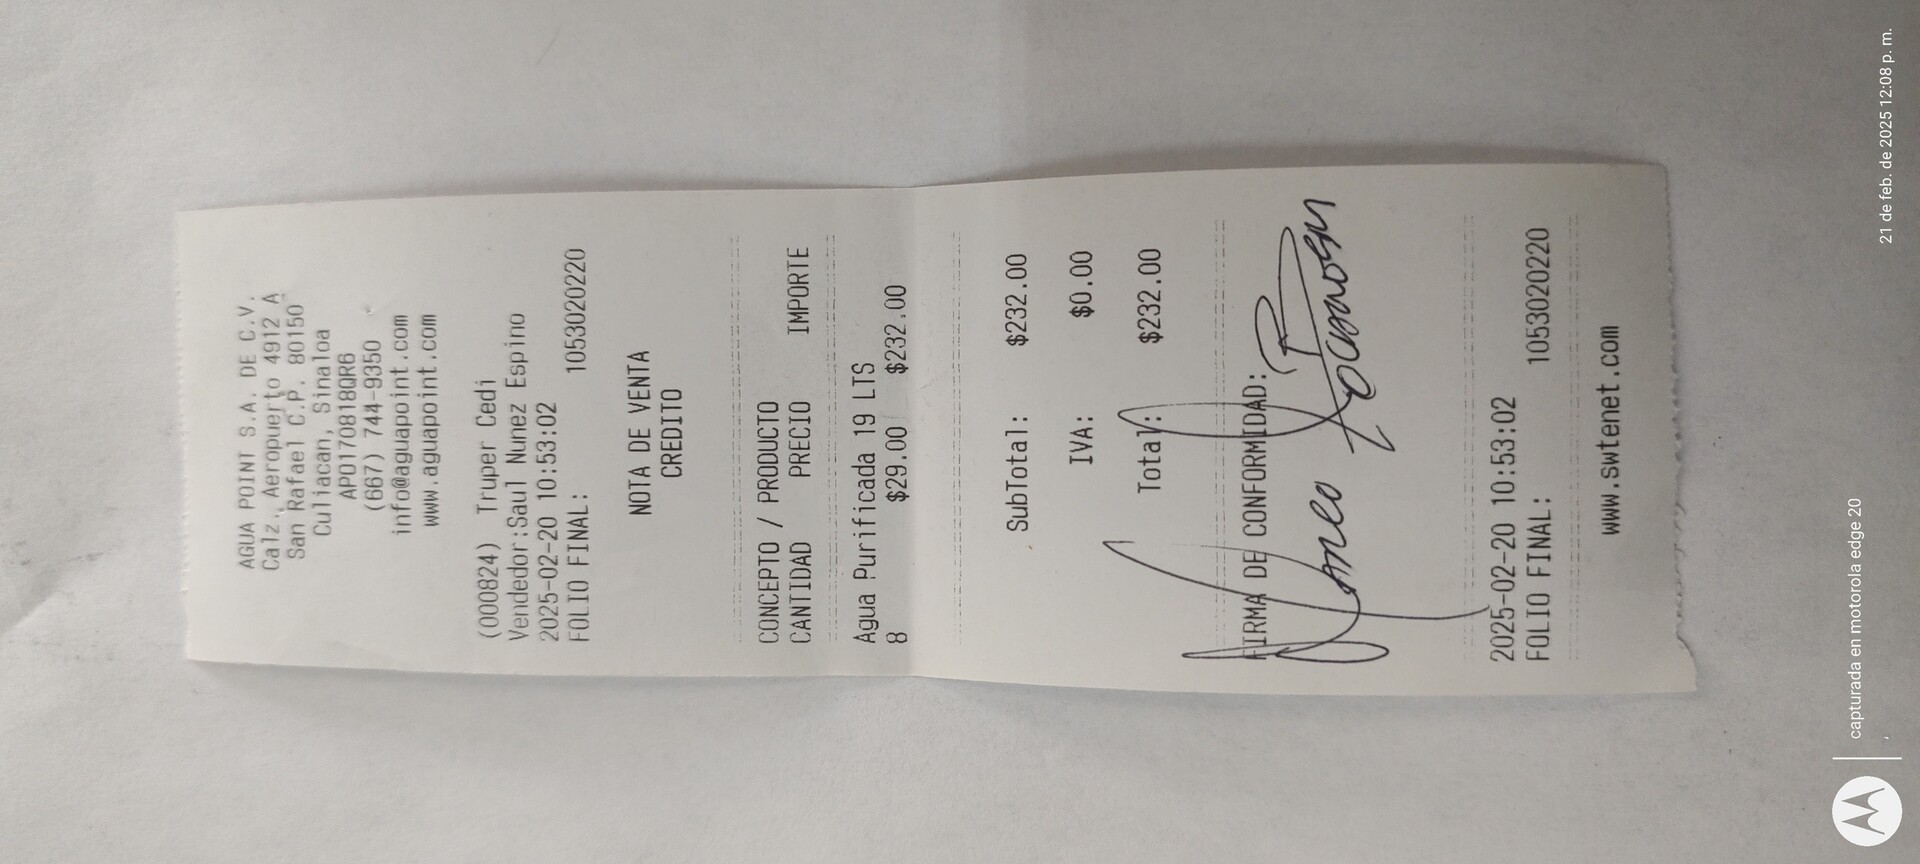 AGUA POINT S.A. DE C.V.
Calz. Aeropuerto 4912 A
San Rafael C.P. 80150
Culiacan, Sinaloa
APO170818QR6
(667) 744-9350
info@aguapoint.com
www.aguapoint.com
(000824) Truper Cedi
Vendedor:Saul Nunez Espino
2025-02-20 10:53:02
FOLIO FINAL: 1053020220
NOTA DE VENTA
CREDITO
CONCEPTO / PRODUCTO
CANTIDAD PRECIO IMPORTE
Agua Purificada 19 LTS
8 $29.00 $232.00
SubTotal: $232.00
IVA: $0.00
Total: $232.00
FIRMA DE CONFORMIDAD:
2025-02-20 10:53:02
FOLIO FINAL: 1053020220
www.swtenet.com
capturada en motorola edge 20
21 de feb. de 2025 12:08 p. m.